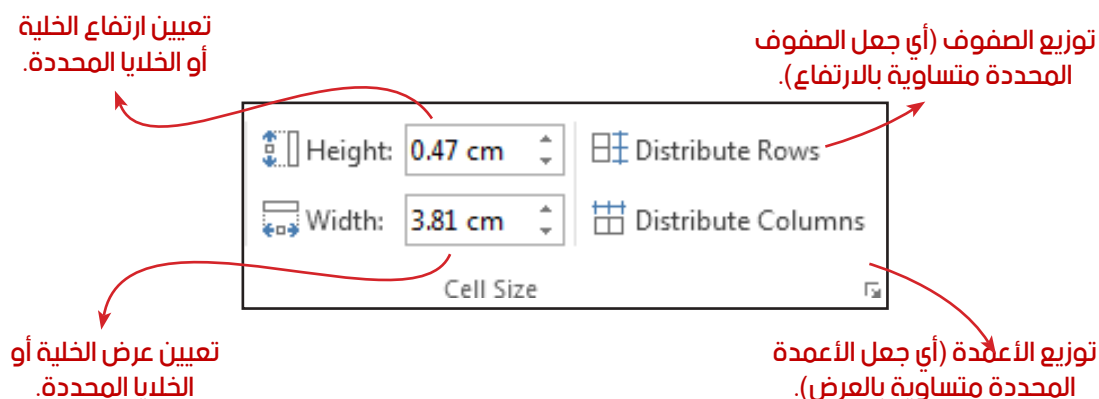 تعيين ارتفاع الخلية
أو الخلايا المحددة.
توزيع الصفوف (أي جعل الصفوف
المحددة متساوية بالارتفاع).
Height: 0.47 cm
Distribute Rows
Width: 3.81 cm
Distribute Columns
Cell Size
تعيين عرض الخلية أو
الخلايا المحددة.
توزيع الأعمدة (أي جعل الأعمدة
المحددة متساوية بالعرض).